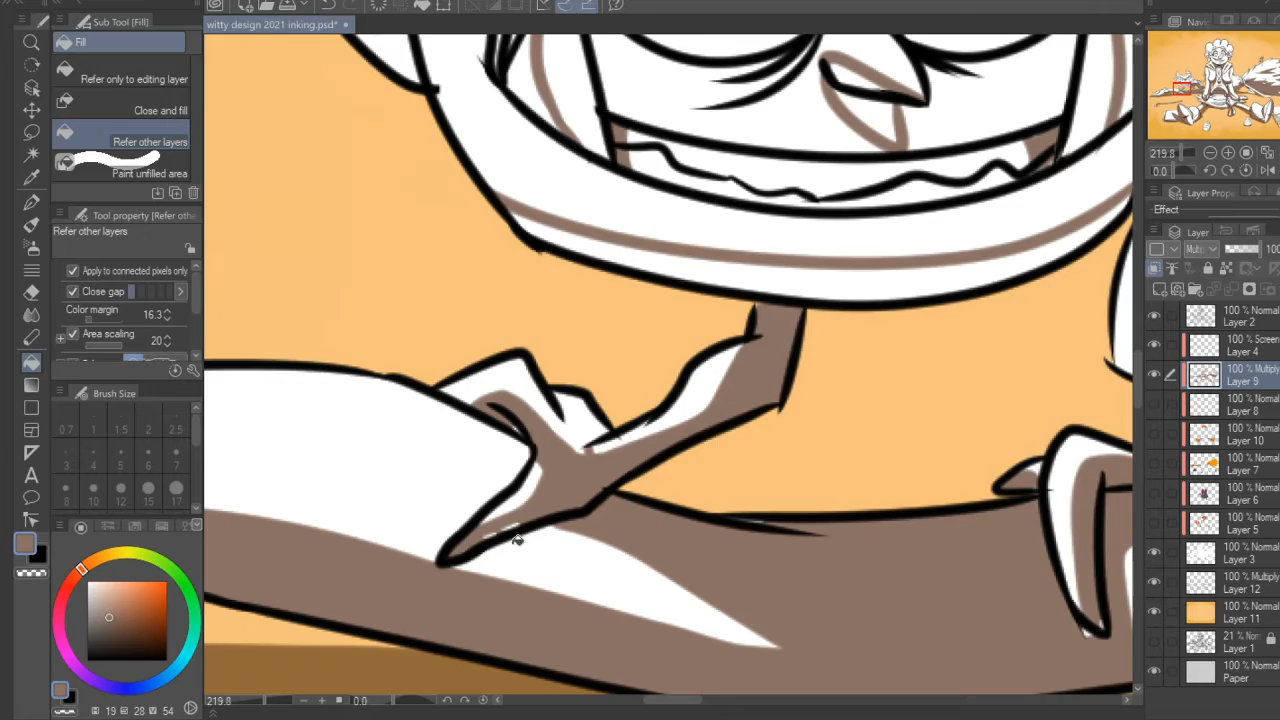 Sub Tool [Fill]
witty design 2021 inking.psd*
Fill
Refer only to editing layer
Close and fill
Refer other layers
Paint unfilled area
Tool property [Refer othe
Refer other layers
Apply to connected pixels only
Close gap
Color margin
16.3
Area scaling
20
Brush Size
0.7 1 1.5 2 2.5
3 4 5 6 7
8 10 12 15 17
H 19 S 28 V 54
219.8 0.0
Navi
219.8
0.0
Layer Prope
Effect
Layer
Multip 100
100 % Normal
Layer 2
100 % Screen
Layer 4
100 % Multiply
Layer 9
100 % Normal
Layer 8
100 % Normal
Layer 10
100 % Normal
Layer 7
100 % Normal
Layer 6
100 % Normal
Layer 5
100 % Normal
Layer 3
100 % Multiply
Layer 12
100 % Normal
Layer 11
21 % Norr
Layer 1
100 % Normal
Paper